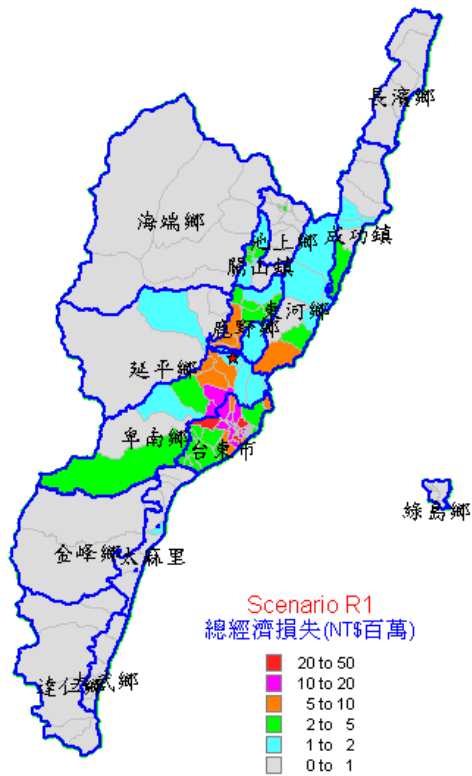 長濱鄉
海端鄉
池上鄉
成功鎮
關山鎮
東河鄉
鹿野鄉
延平鄉
卑南鄉
台東市
綠島鄉
金峰鄉
太麻里
達仁鄉
大武鄉
Scenario R1
總經濟損失(NT$百萬)
20 to 50
10 to 20
5 to 10
2 to 5
1 to 2
0 to 1